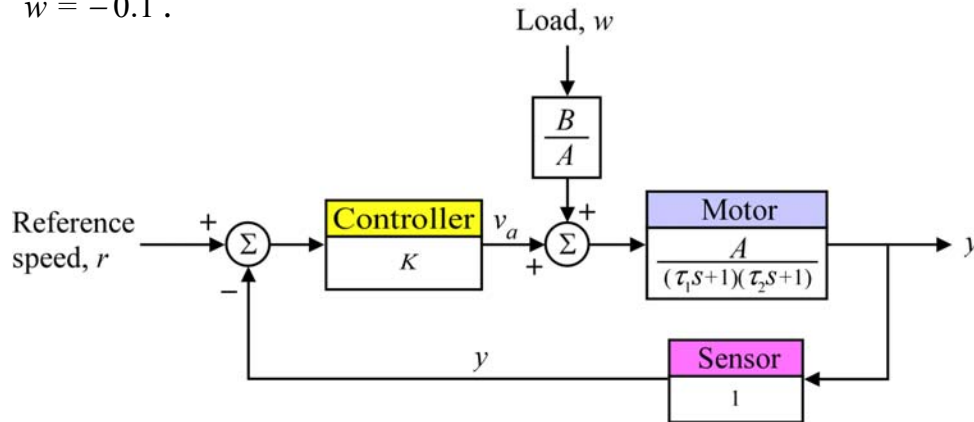 w = −0.1 .
Load, w
B
A
Reference
speed, r
+
Σ
−
Controller
K
v_a
+
+
Σ
Motor
A
(τ₁s+1)(τ₂s+1)
y
y
Sensor
1